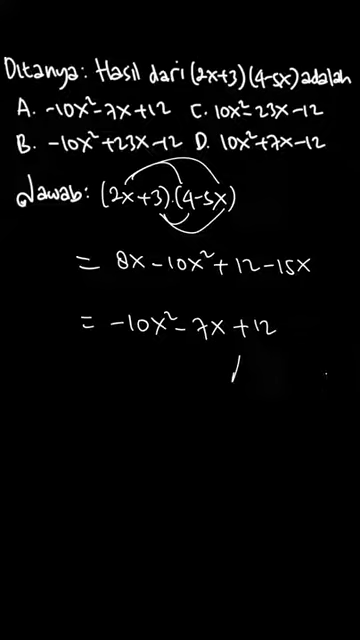 Ditanya: Hasil dari (2x+3)(4-5x) adalah
A. -10x²-7x+12 C. 10x²-23x-12
B. -10x²+23x-12 D. 10x²+7x-12
Jawab: (2x+3).(4-5x)
= 8x - 10x² + 12 - 15x
= -10x² - 7x + 12